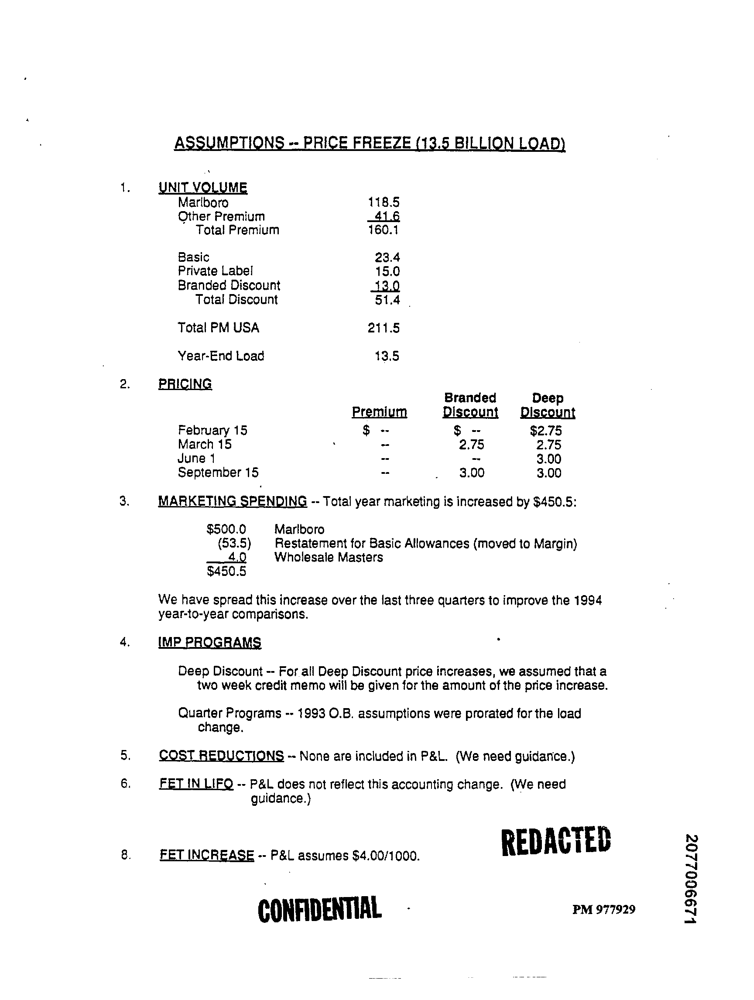 ASSUMPTIONS -- PRICE FREEZE (13.5 BILLION LOAD)
1. UNIT VOLUME
Marlboro 118.5
Other Premium 41.6
Total Premium 160.1
Basic 23.4
Private Label 15.0
Branded Discount 13.0
Total Discount 51.4
Total PM USA 211.5
Year-End Load 13.5
2. PRICING
Branded Deep
Premium Discount Discount
February 15 $ -- $ -- $2.75
March 15 -- 2.75 2.75
June 1 -- -- 3.00
September 15 -- 3.00 3.00
3. MARKETING SPENDING -- Total year marketing is increased by $450.5:
$500.0 Marlboro
(53.5) Restatement for Basic Allowances (moved to Margin)
4.0 Wholesale Masters
$450.5
We have spread this increase over the last three quarters to improve the 1994
year-to-year comparisons.
4. IMP PROGRAMS
Deep Discount -- For all Deep Discount price increases, we assumed that a
two week credit memo will be given for the amount of the price increase.
Quarter Programs -- 1993 O.B. assumptions were prorated for the load
change.
5. COST REDUCTIONS -- None are included in P&L. (We need guidance.)
6. FET IN LIFO -- P&L does not reflect this accounting change. (We need
guidance.)
REDACTED
8. FET INCREASE -- P&L assumes $4.00/1000.
CONFIDENTIAL
PM 977929
2077006671